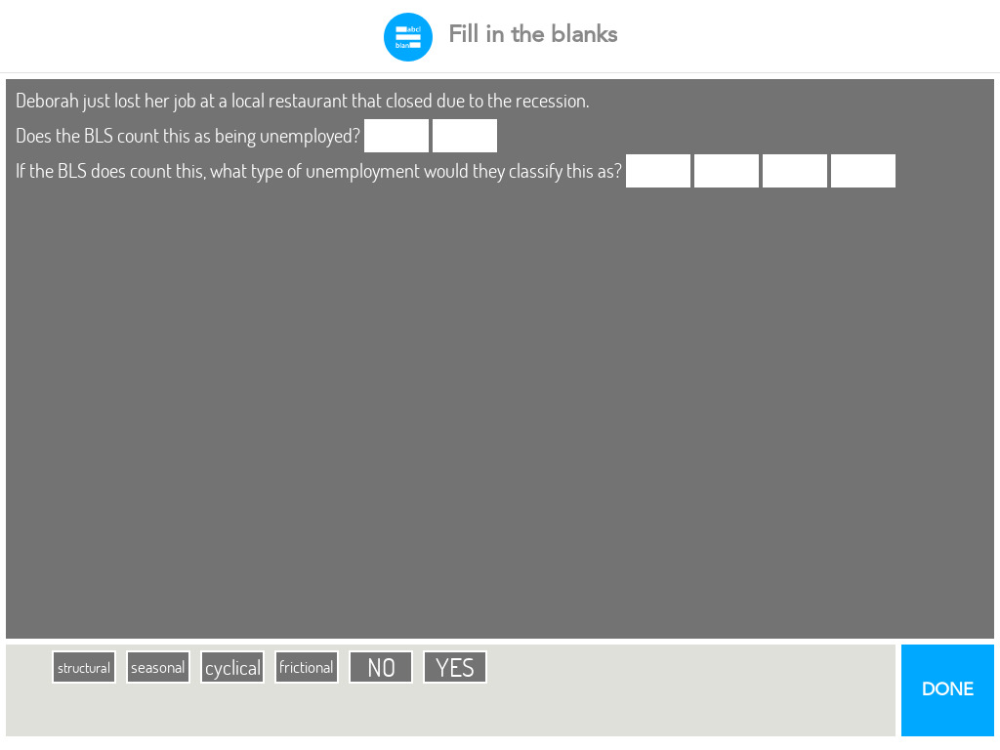 abcl
blan
Fill in the blanks
Deborah just lost her job at a local restaurant that closed due to the recession.
Does the BLS count this as being unemployed?
If the BLS does count this, what type of unemployment would they classify this as?
structural seasonal cyclical frictional NO YES
DONE